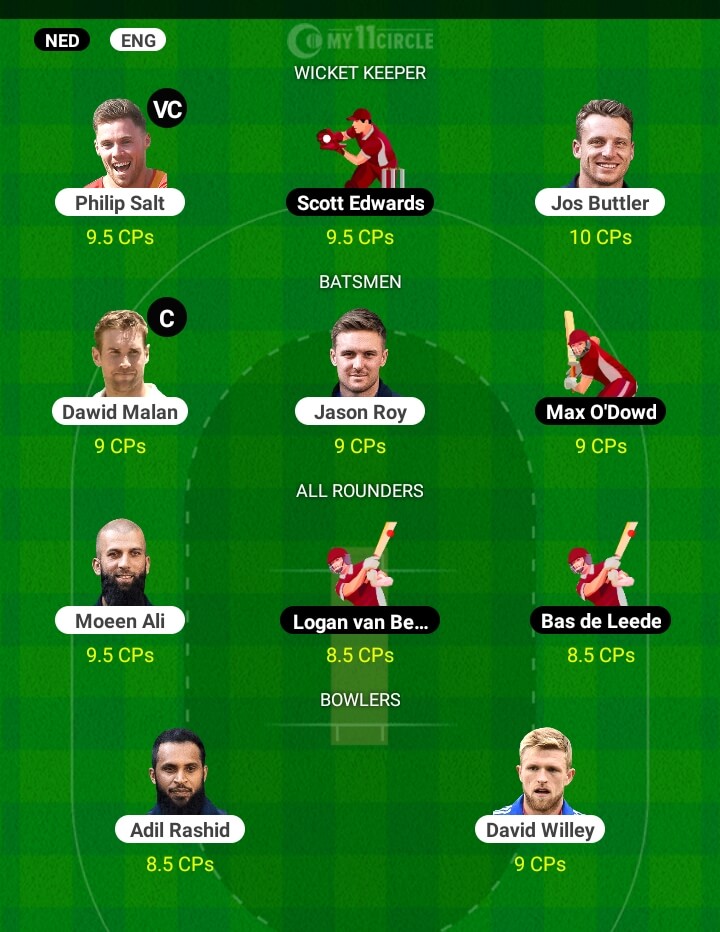 NED ENG MY11CIRCLE
WICKET KEEPER
VC
Philip Salt Scott Edwards Jos Buttler
9.5 CPs 9.5 CPs 10 CPs
BATSMEN
C
Dawid Malan Jason Roy Max O'Dowd
9 CPs 9 CPs 9 CPs
ALL ROUNDERS
Moeen Ali Logan van Be... Bas de Leede
9.5 CPs 8.5 CPs 8.5 CPs
BOWLERS
Adil Rashid David Willey
8.5 CPs 9 CPs